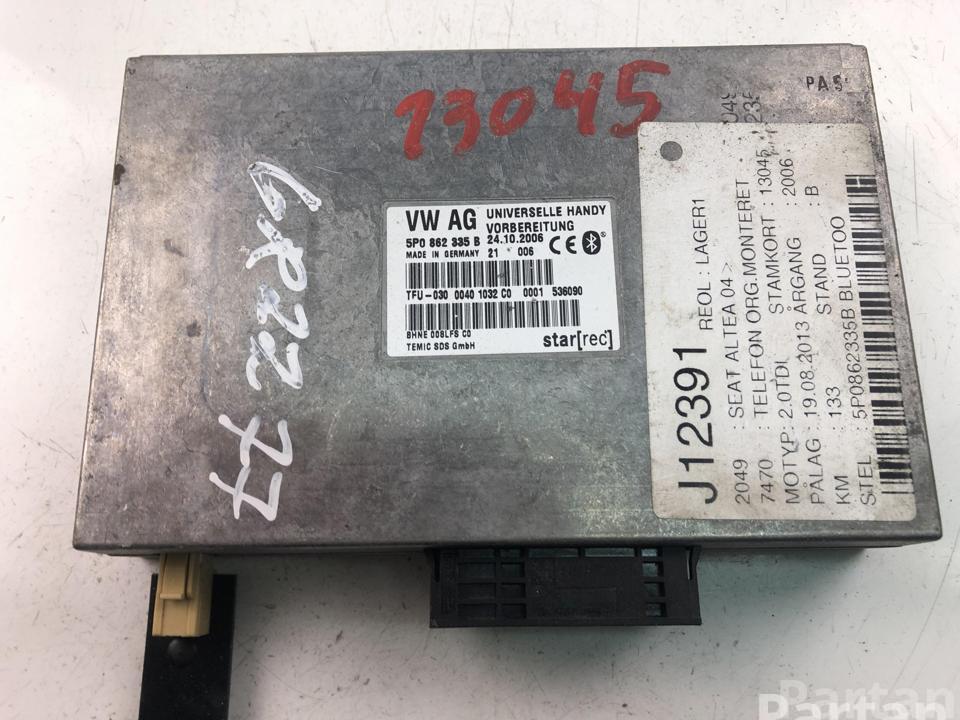 13045
PA5
GRZZ77
VW AG UNIVERSELLE HANDY
VORBEREITUNG
5P0 862 335 B 24.10.2006
MADE IN GERMANY 21 006
CE
TFU-030 0040 1032 C0 0001 536090
BHNE 008LFS C0
TEMIC SDS GmbH
star[rec]
J12391 REOL : LAGER1
2049 : SEAT ALTEA 04>
7470 : TELEFON ORG.MONTERET
MOTYP : 2.0TDI STAMKORT : 13045
PÅLAG : 19.08.2013 ÅRGANG : 2006
KM : 133 STAND : B
STEL : 5P0862335B BLUETOO
Partan
Partan